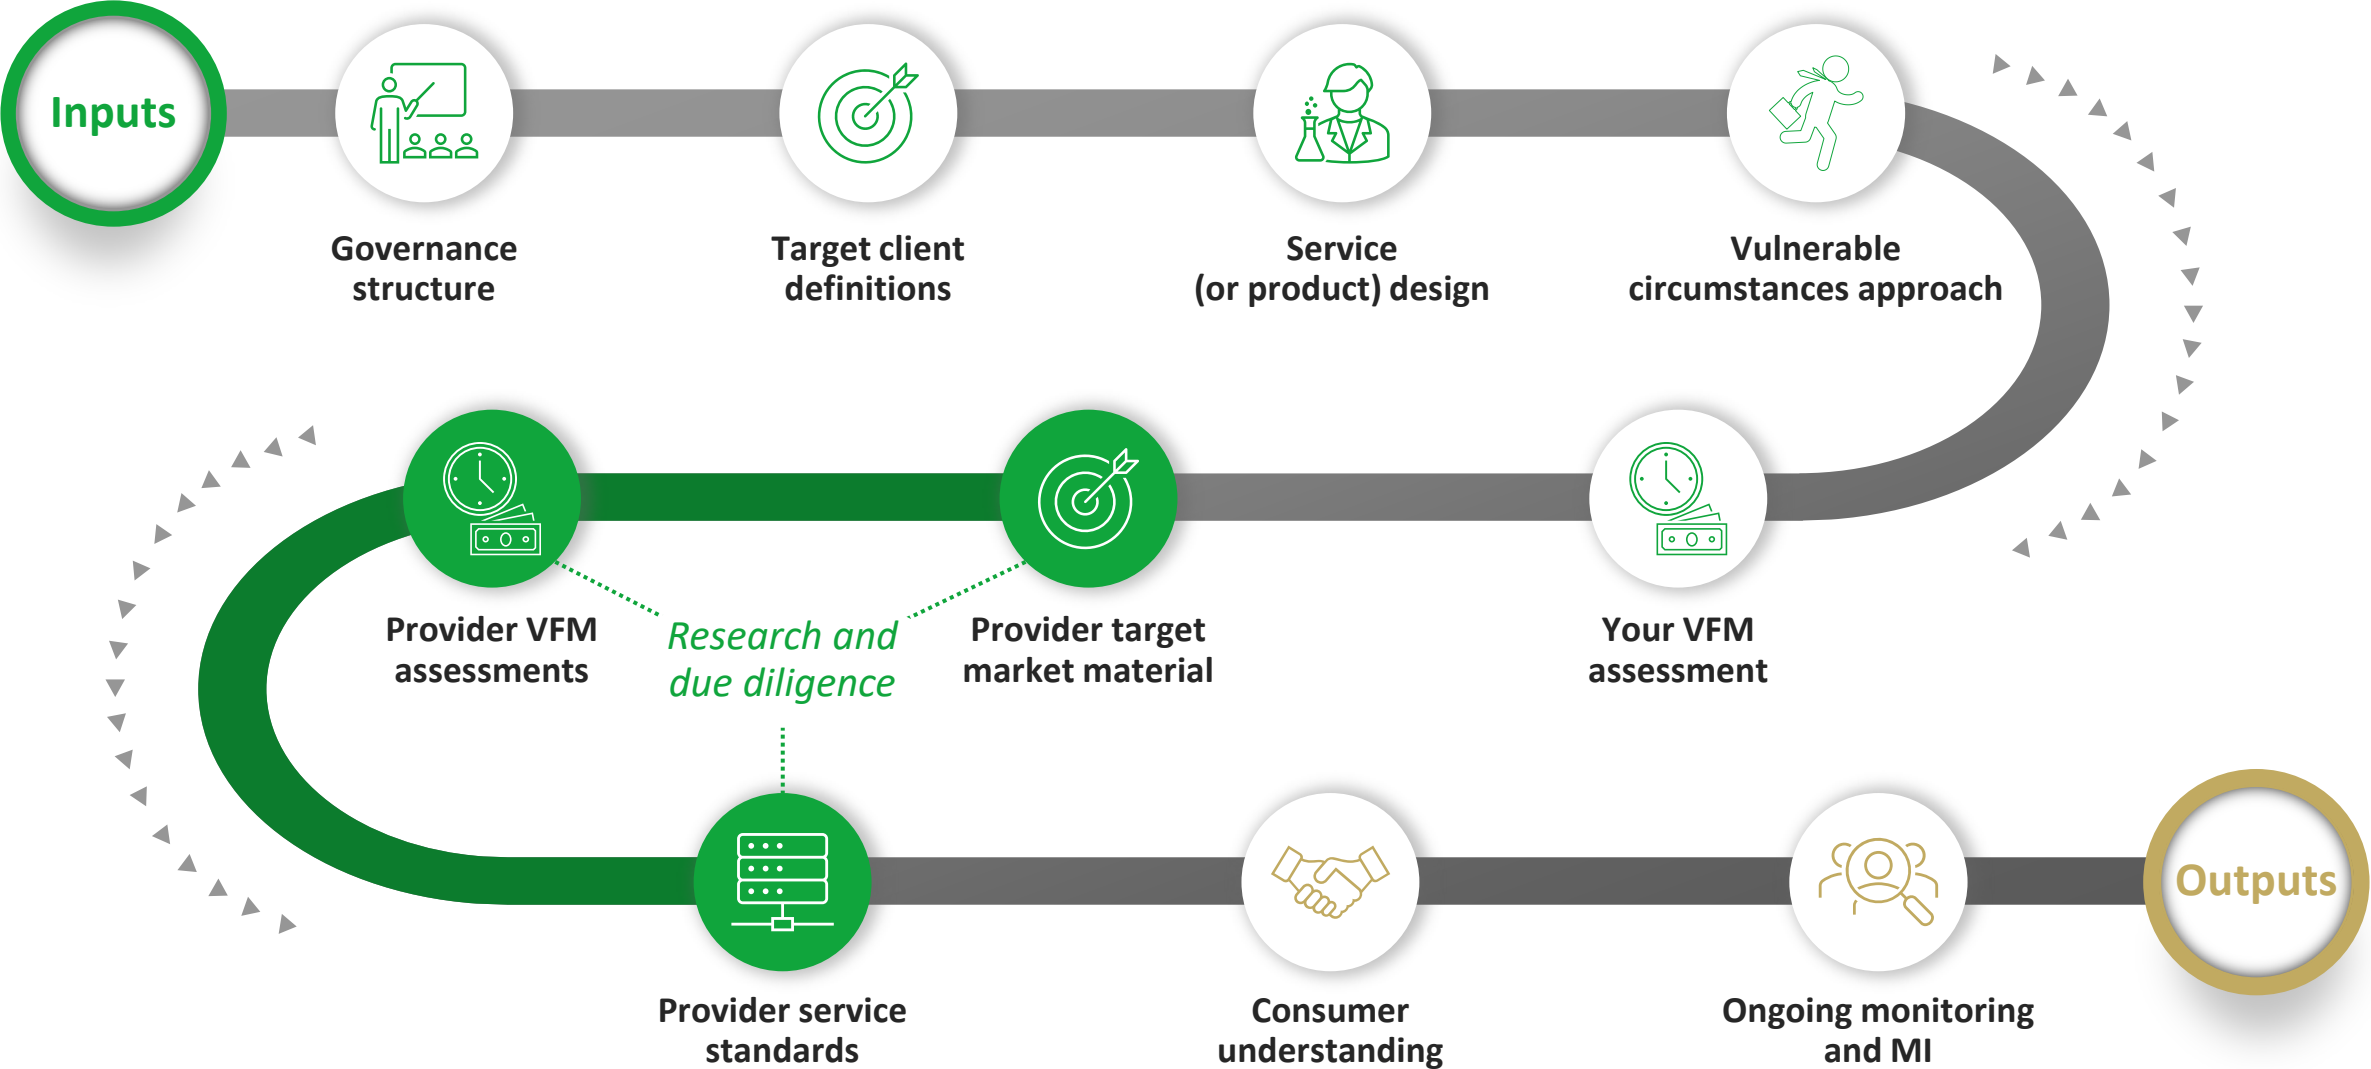 Inputs
Governance
structure
Target client
definitions
Service
(or product) design
Vulnerable
circumstances approach
Your VFM
assessment
Provider target
market material
Provider VFM
assessments
Research and
due diligence
Provider service
standards
Consumer
understanding
Ongoing monitoring
and MI
Outputs